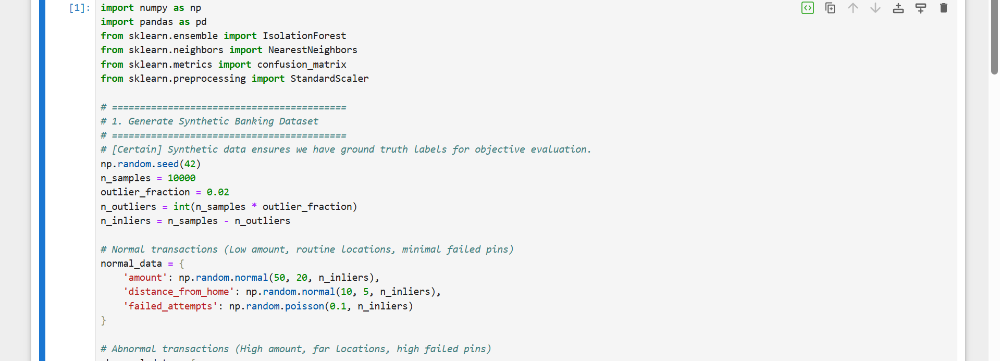 [1]: import numpy as np
import pandas as pd
from sklearn.ensemble import IsolationForest
from sklearn.neighbors import NearestNeighbors
from sklearn.metrics import confusion_matrix
from sklearn.preprocessing import StandardScaler

# ==========================================
# 1. Generate Synthetic Banking Dataset
# ==========================================
# [Certain] Synthetic data ensures we have ground truth labels for objective evaluation.
np.random.seed(42)
n_samples = 10000
outlier_fraction = 0.02
n_outliers = int(n_samples * outlier_fraction)
n_inliers = n_samples - n_outliers

# Normal transactions (Low amount, routine locations, minimal failed pins)
normal_data = {
    'amount': np.random.normal(50, 20, n_inliers),
    'distance_from_home': np.random.normal(10, 5, n_inliers),
    'failed_attempts': np.random.poisson(0.1, n_inliers)
}

# Abnormal transactions (High amount, far locations, high failed pins)